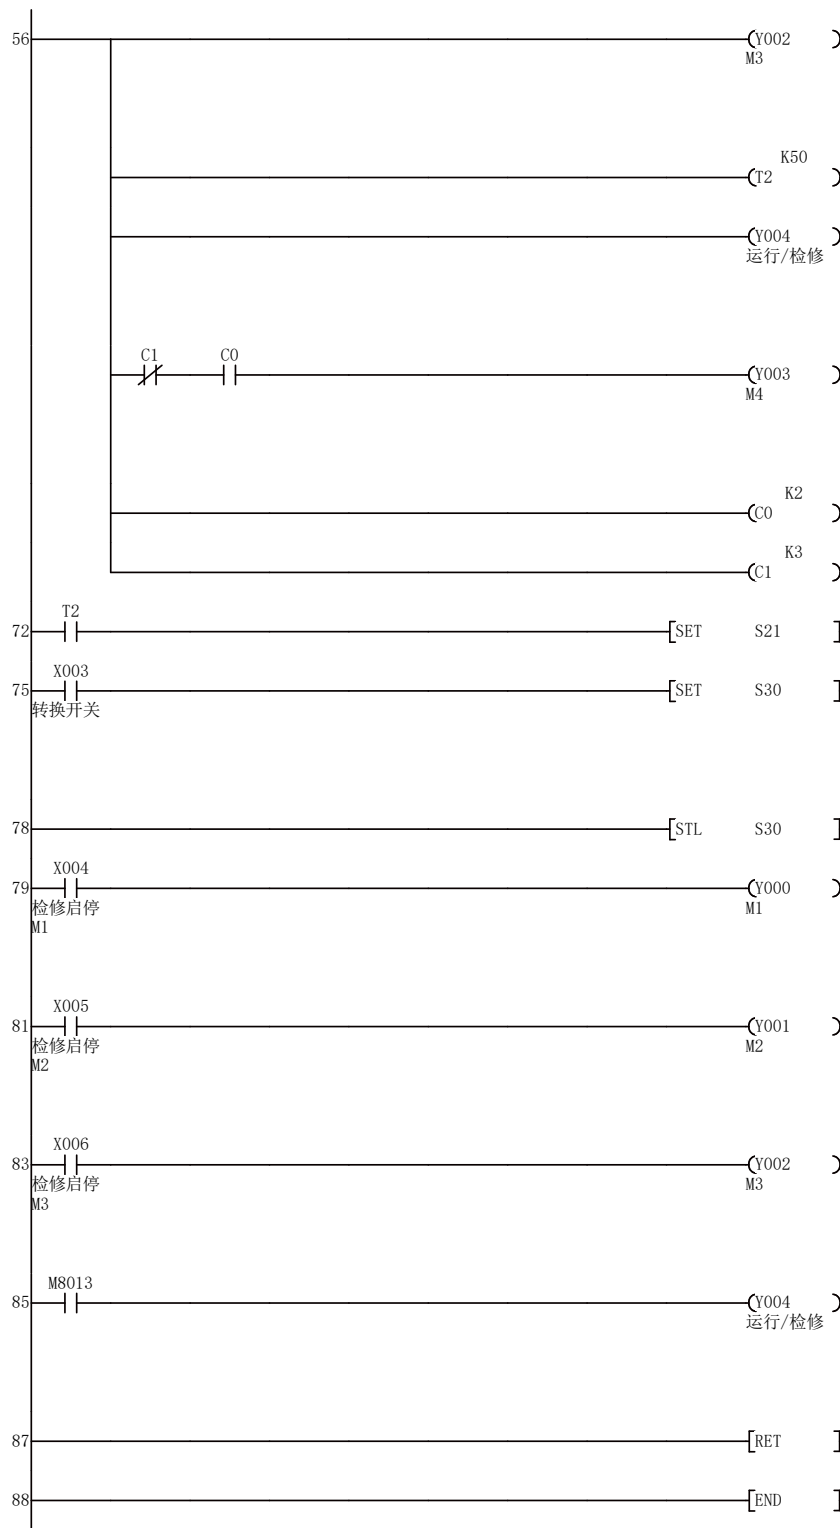 56 Y002
M3
K50
T2
Y004
运行/检修
C1 C0
Y003
M4
K2
C0
K3
C1
T2
72 SET S21
X003
75 SET S30
转换开关
78 STL S30
X004
79 Y000
检修启停 M1
M1
X005
81 Y001
检修启停 M2
M2
X006
83 Y002
检修启停 M3
M3
M8013
85 Y004
运行/检修
87 RET
88 END